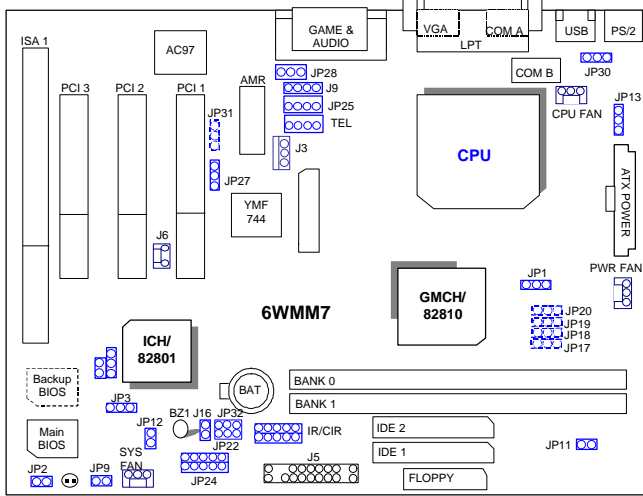 ISA 1
AC97
GAME &
AUDIO
VGA
COM A
LPT
USB
PS/2
JP28
J9
JP25
TEL
J3
COM B
JP30
CPU FAN
JP13
PCI 3
PCI 2
PCI 1
AMR
JP31
JP27
CPU
ATX POWER
YMF
744
J6
PWR FAN
JP1
6WMM7
GMCH/
82810
JP20
JP19
JP18
JP17
ICH/
82801
Backup
BIOS
BAT
BANK 0
BANK 1
JP3
JP12
BZ1
J16
JP32
IR/CIR
IDE 2
IDE 1
Main
BIOS
SYS
FAN
JP22
J5
JP11
JP2
JP9
JP24
FLOPPY